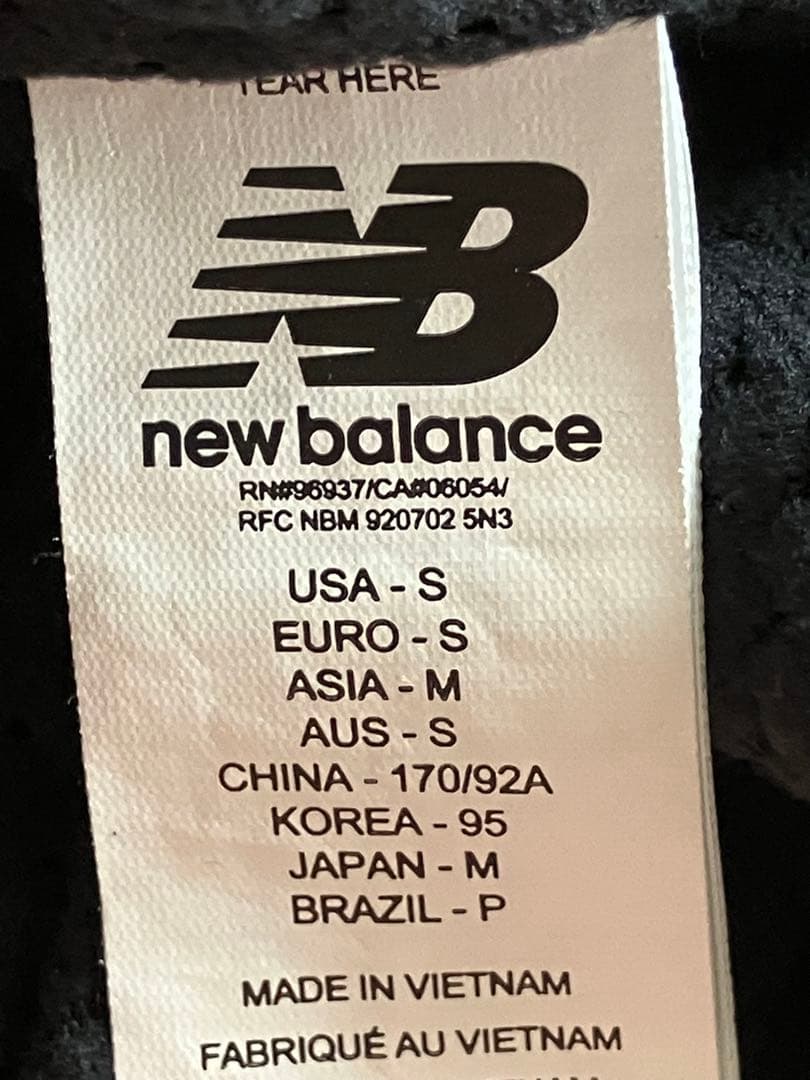 TEAR HERE
NB
new balance
RN#96937/CA#06054/
RFC NBM 920702 5N3
USA - S
EURO - S
ASIA - M
AUS - S
CHINA - 170/92A
KOREA - 95
JAPAN - M
BRAZIL - P
MADE IN VIETNAM
FABRIQUÉ AU VIETNAM